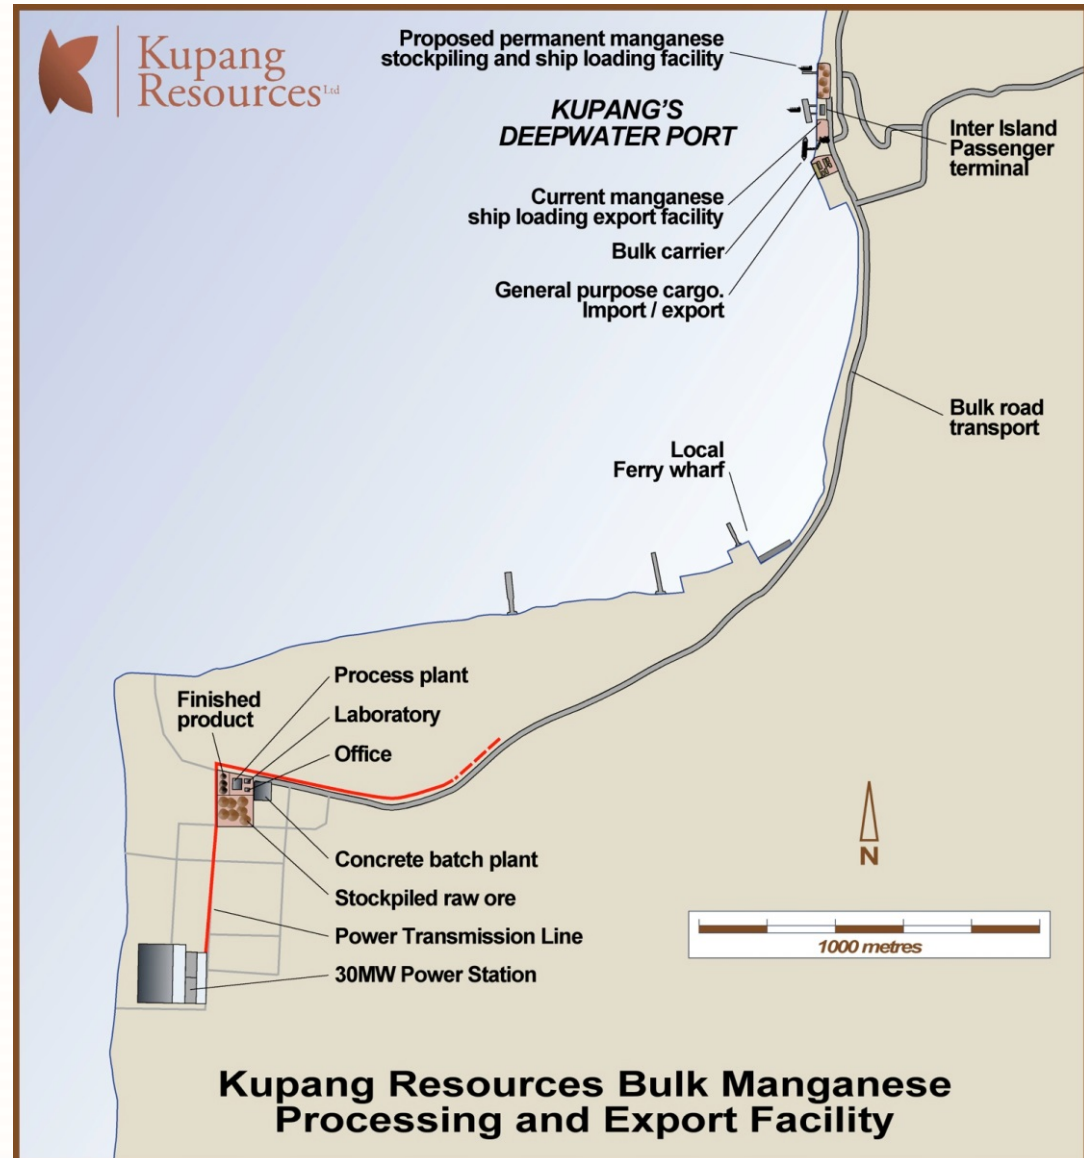 Kupang
Resources Ltd
Proposed permanent manganese
stockpiling and ship loading facility
KUPANG'S
DEEPWATER PORT
Inter Island
Passenger
terminal
Current manganese
ship loading export facility
Bulk carrier
General purpose cargo.
Import / export
Bulk road
transport
Local
Ferry wharf
Process plant
Finished
product
Laboratory
Office
Concrete batch plant
Stockpiled raw ore
Power Transmission Line
30MW Power Station
N
1000 metres
Kupang Resources Bulk Manganese
Processing and Export Facility